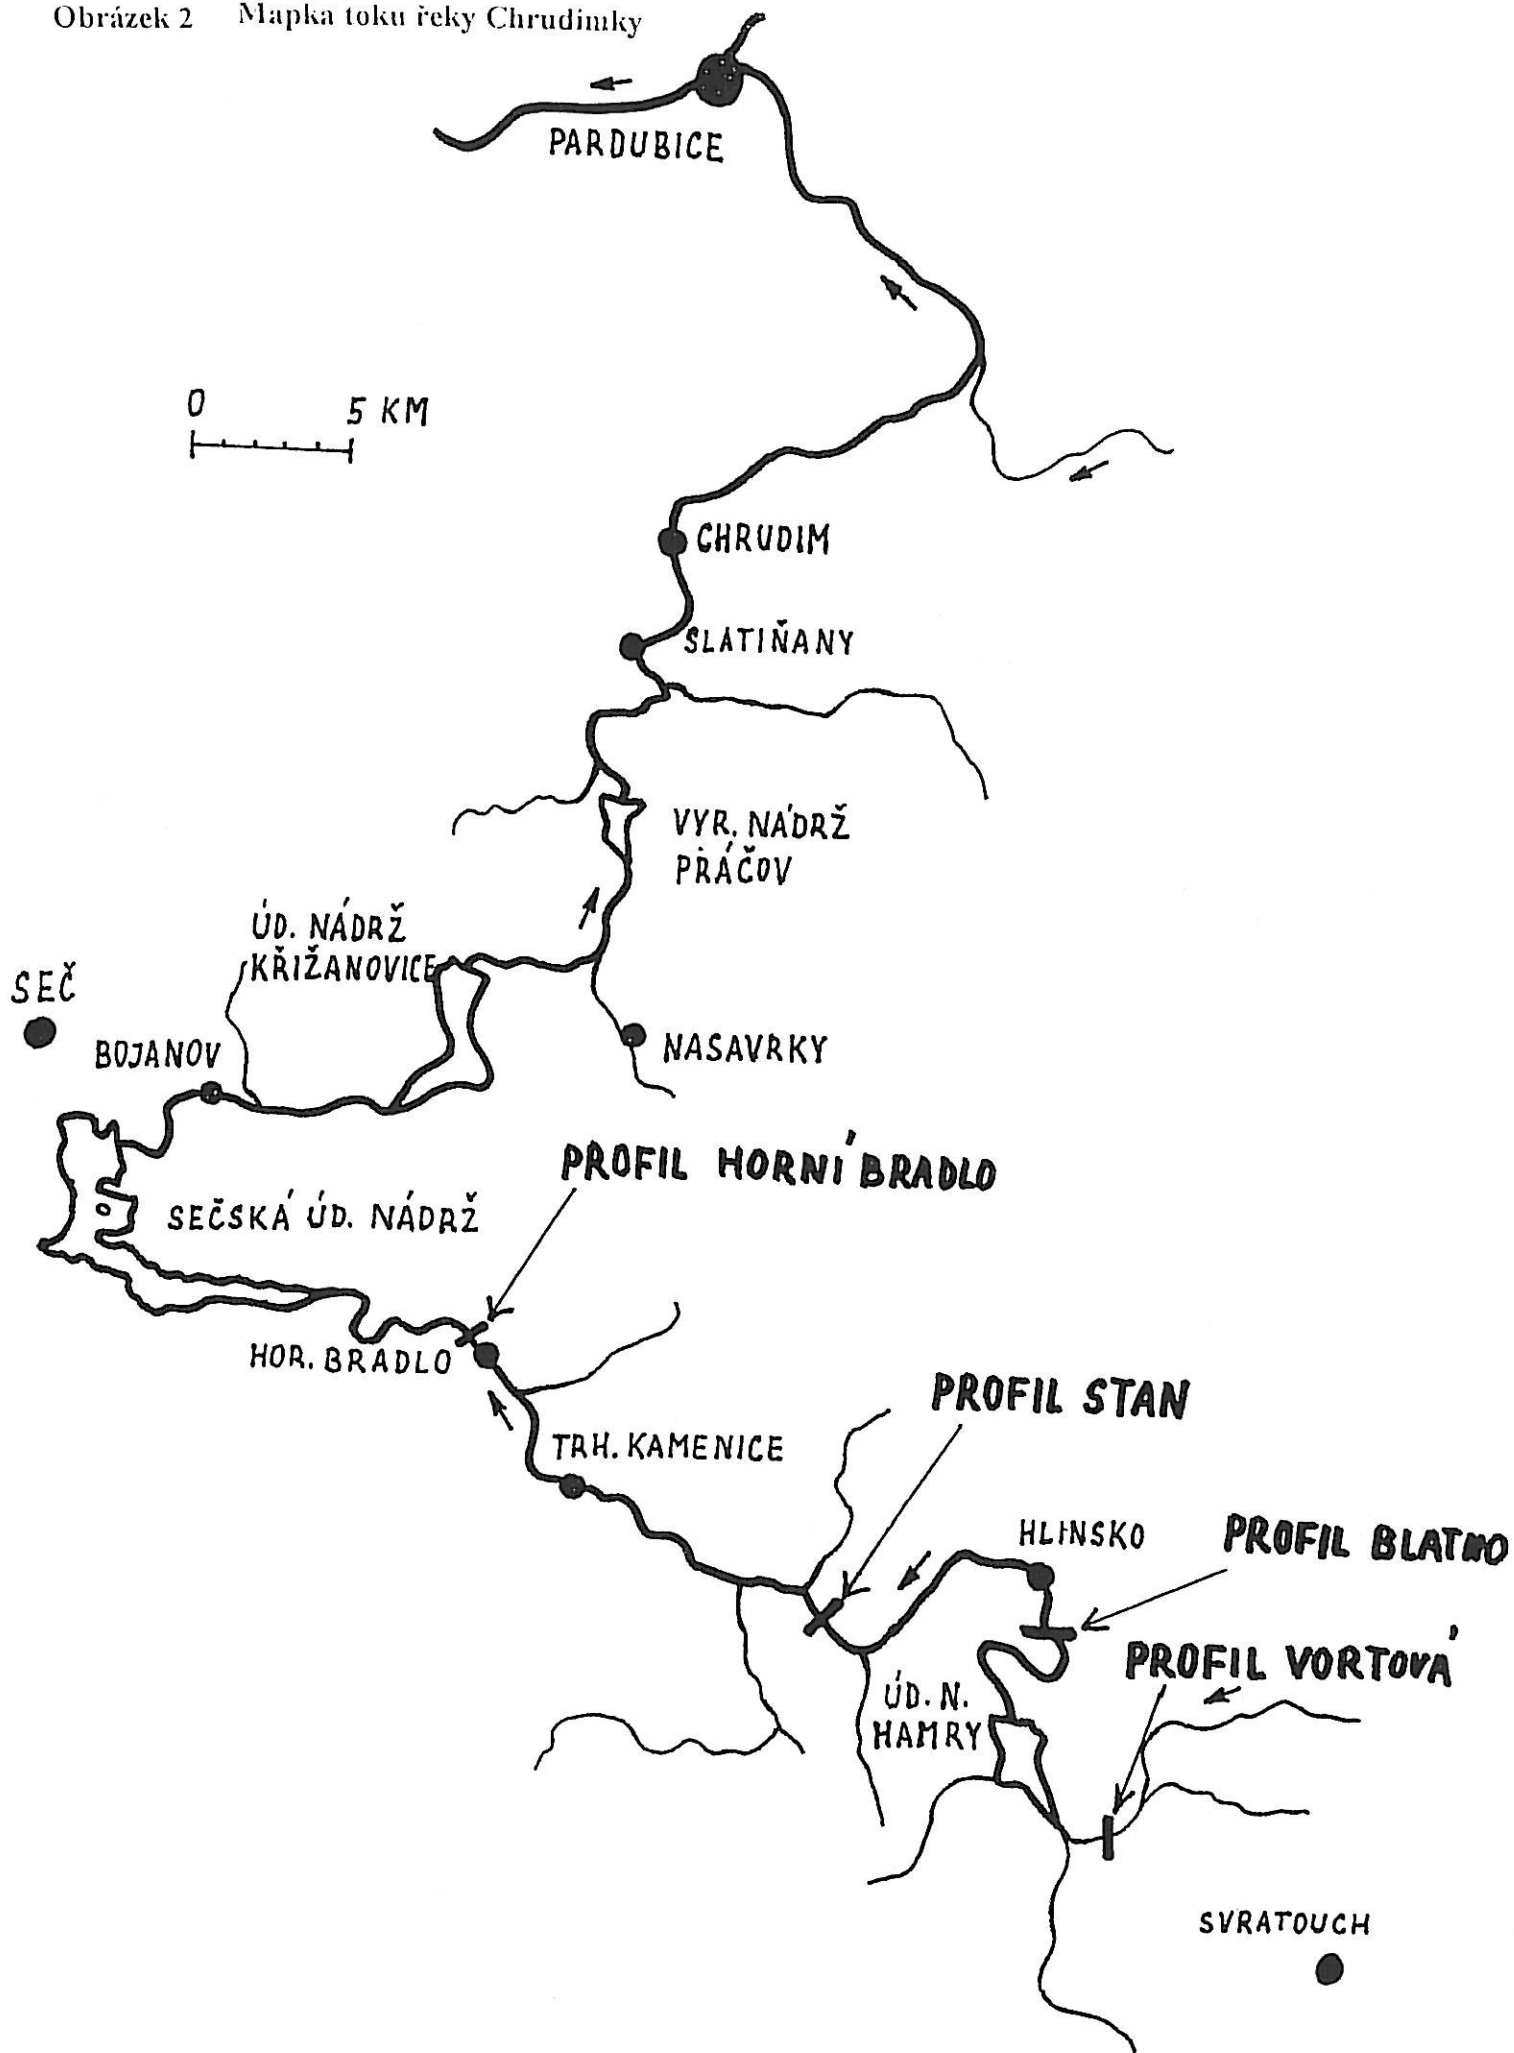 Obrázek 2 Mapka toku řeky Chrudimky
PARDUBICE
0 5 KM
CHRUDIM
SLATIŇANY
VYR. NÁDRŽ
PRÁČOV
ÚD. NÁDRŽ
KŘIŽANOVICE
SEČ
BOJANOV
NASAVRKY
PROFIL HORNÍ BRADLO
SEČSKÁ ÚD. NÁDRŽ
HOR. BRADLO
PROFIL STAN
TRH. KAMENICE
HLINSKO
PROFIL BLATNO
PROFIL VORTOVÁ
ÚD. N.
HAMRY
SVRATOUCH